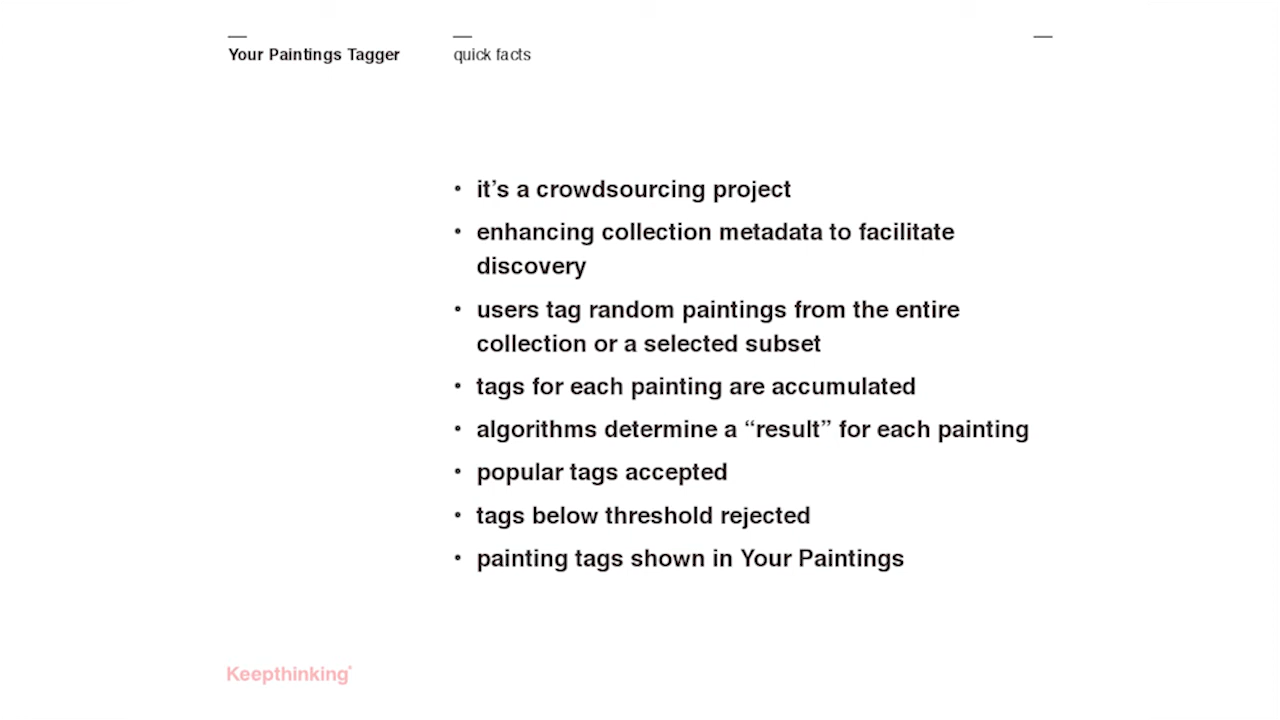 Your Paintings Tagger
quick facts
• it’s a crowdsourcing project
• enhancing collection metadata to facilitate
discovery
• users tag random paintings from the entire
collection or a selected subset
• tags for each painting are accumulated
• algorithms determine a “result” for each painting
• popular tags accepted
• tags below threshold rejected
• painting tags shown in Your Paintings
Keepthinking*